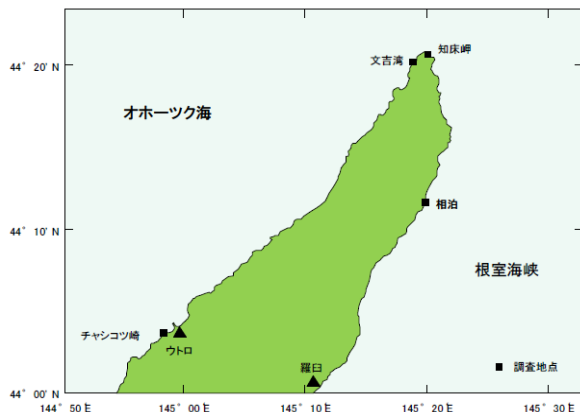 知床岬
文吉湾
44° 20' N
オホーツク海
相泊
44° 10' N
根室海峡
チャシコツ崎
ウトロ
羅臼
調査地点
44° 00' N
144° 50 E
145° 00' E
145° 10' E
145° 20' E
145° 30' E